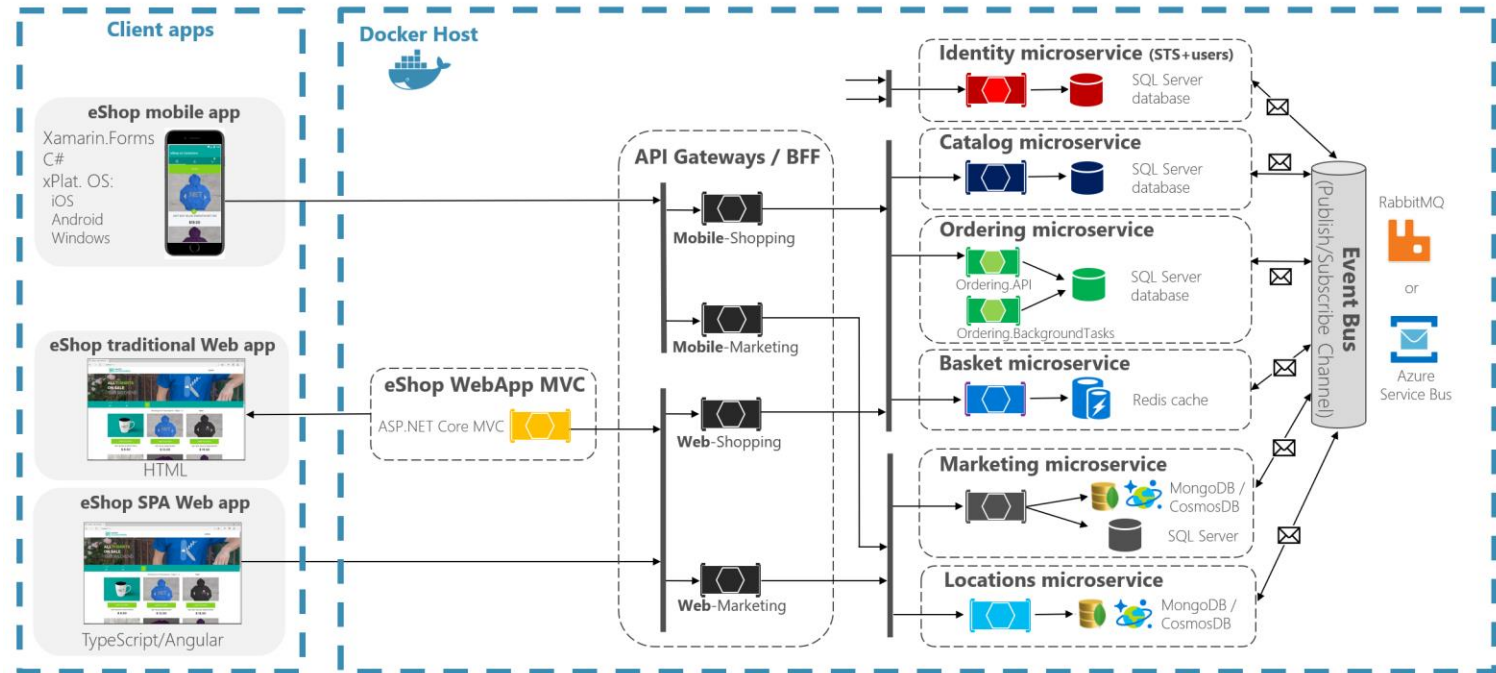 Client apps
eShop mobile app
Xamarin.Forms
C#
xPlat. OS:
iOS
Android
Windows
eShop traditional Web app
HTML
eShop SPA Web app
TypeScript/Angular
Docker Host
eShop WebApp MVC
ASP.NET Core MVC
API Gateways / BFF
Mobile-Shopping
Mobile-Marketing
Web-Shopping
Web-Marketing
Identity microservice (STS+users)
SQL Server
database
Catalog microservice
SQL Server
database
Ordering microservice
Ordering.API
SQL Server
database
Ordering.BackgroundTasks
Basket microservice
Redis cache
Marketing microservice
MongoDB /
CosmosDB
SQL Server
Locations microservice
MongoDB /
CosmosDB
Event Bus
(Publish/Subscribe Channel)
RabbitMQ
or
Azure
Service Bus